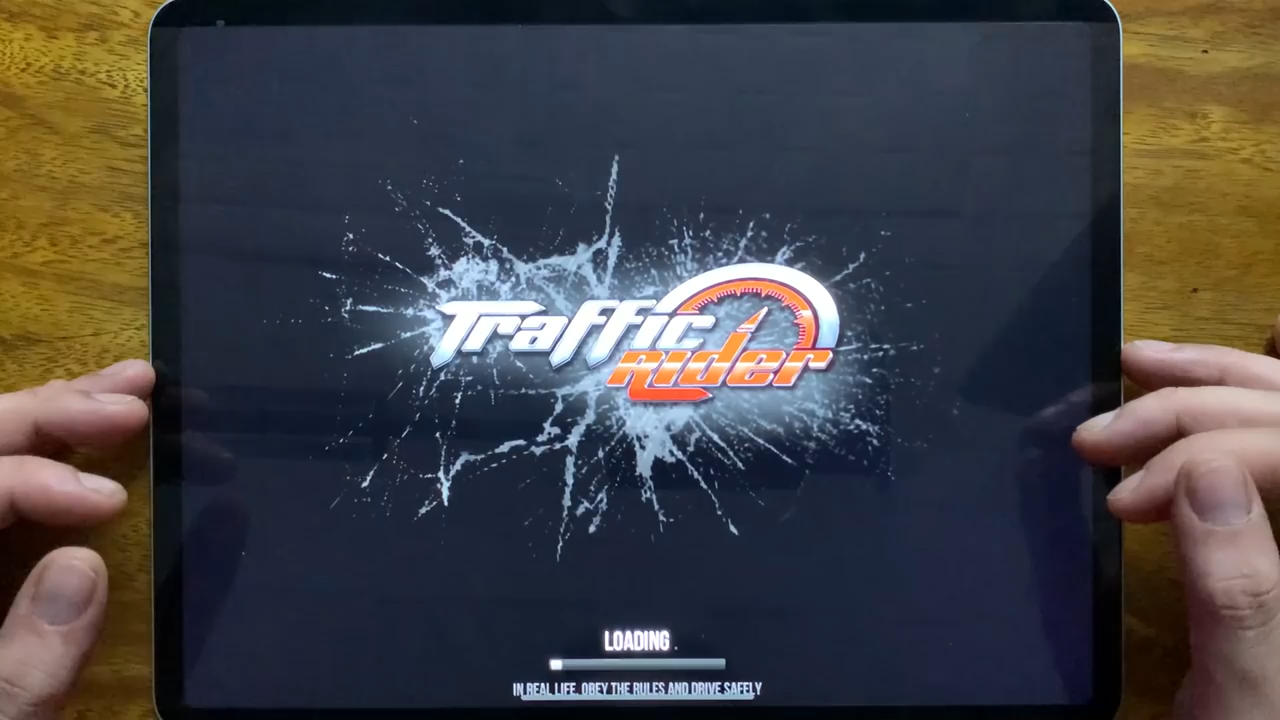 Traffic
Rider
LOADING .
IN REAL LIFE, OBEY THE RULES AND DRIVE SAFELY